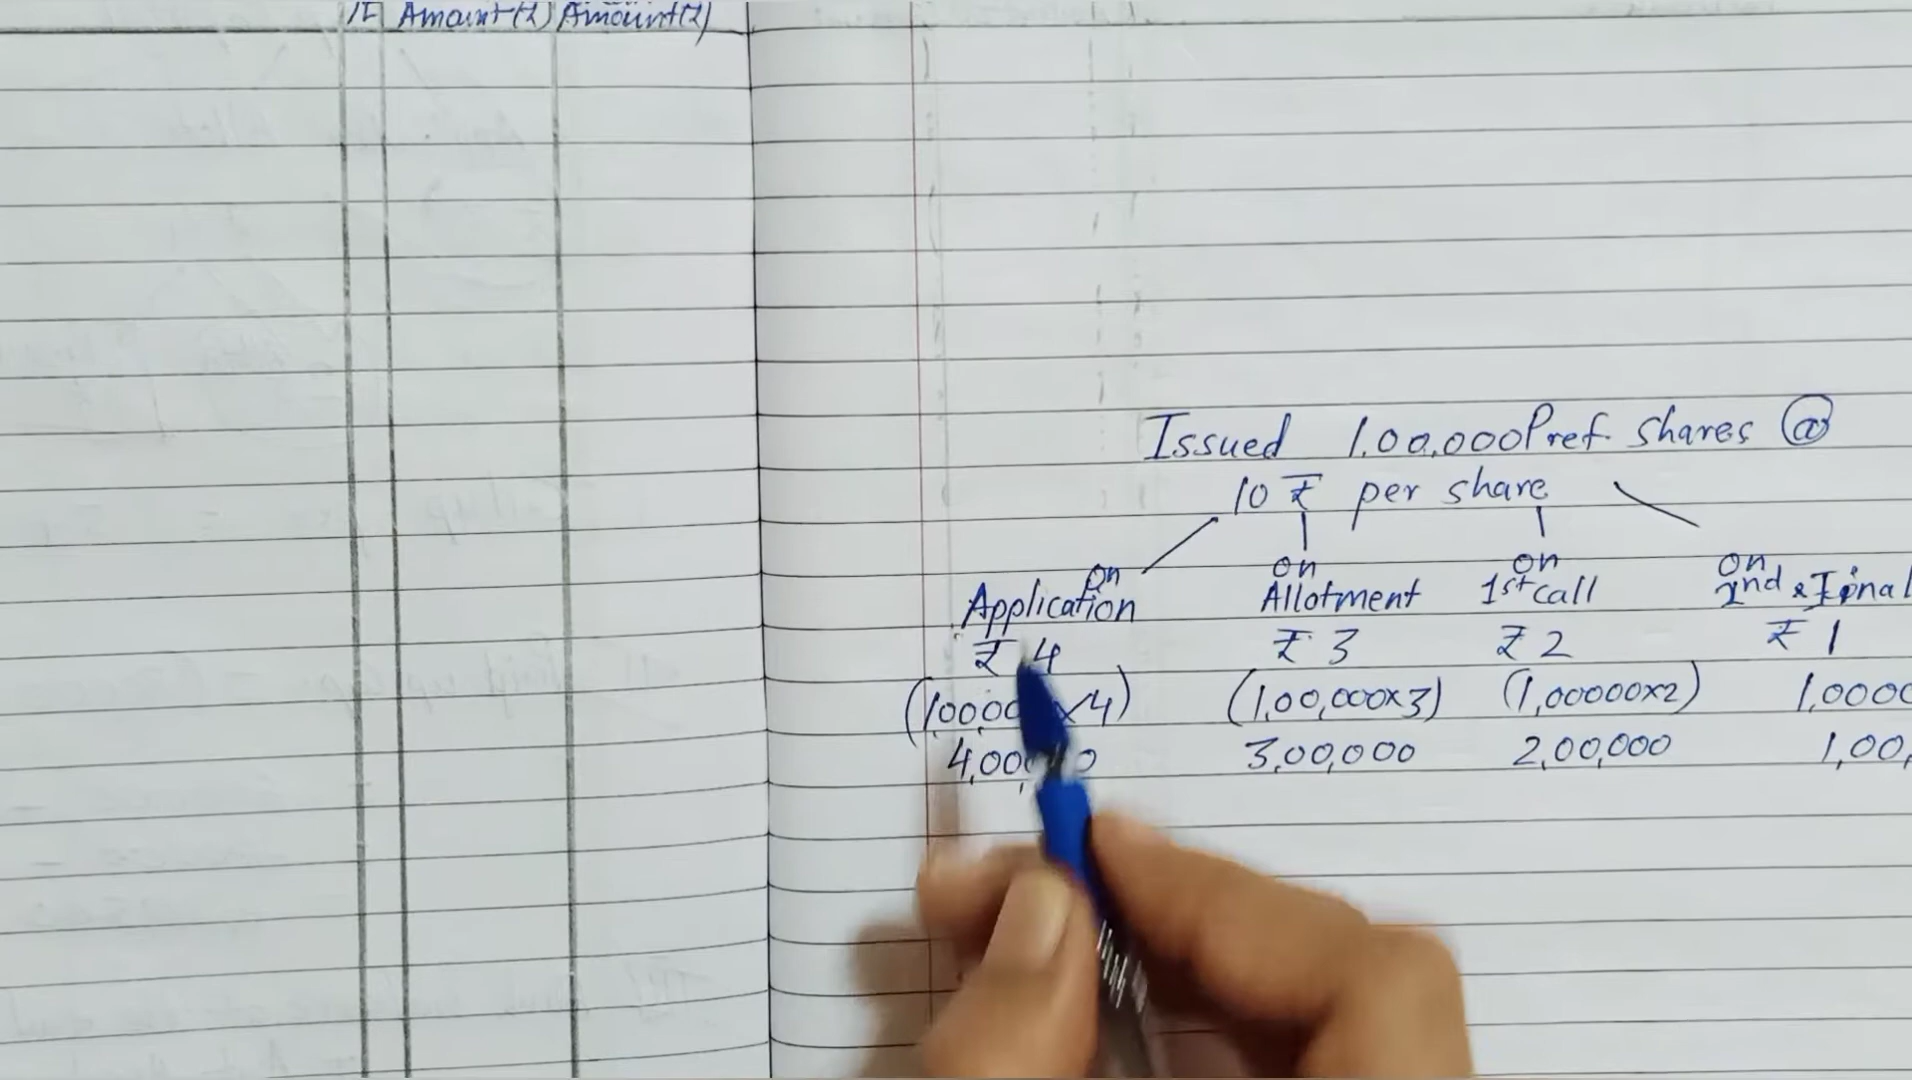 Amount(₹) Amount(₹)
Issued 1,00,000 Pref. Shares @
10 ₹ per share
on on on on
Application Allotment 1st Call 2nd & Final
₹ 4 ₹ 3 ₹ 2 ₹ 1
(1,00,000x3) (1,00000x2)
3,00,000 2,00,000